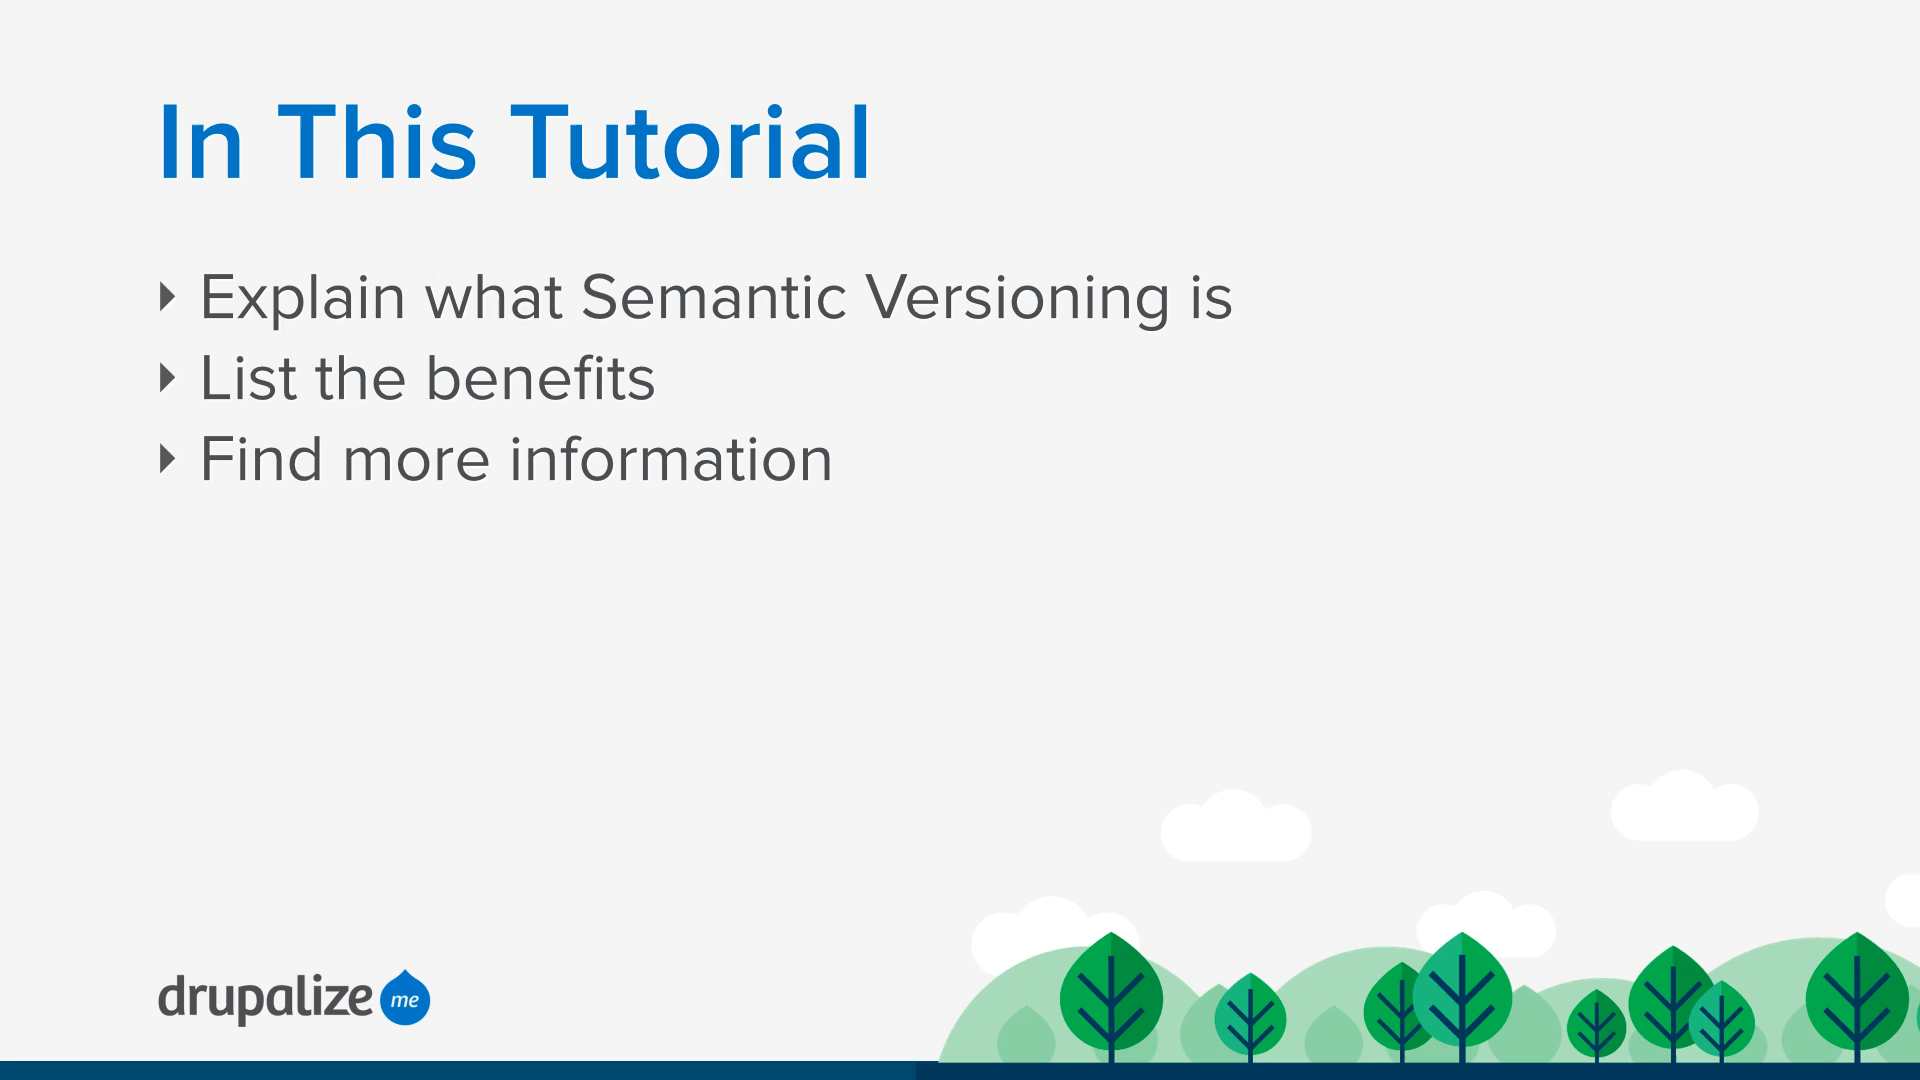 In This Tutorial
Explain what Semantic Versioning is
List the benefits
Find more information
drupalize me